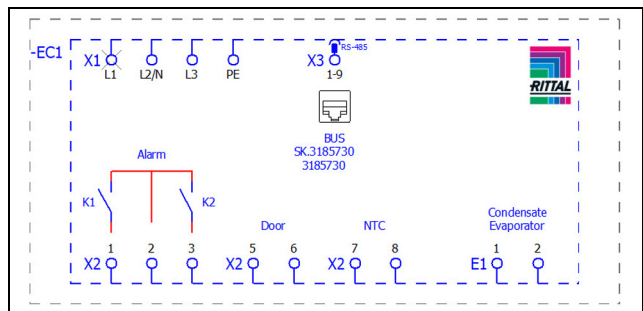 -EC1
X1 L1 L2/N L3 PE
X3 1-9
RS-485
RITTAL
BUS
SK.3185730
3185730
Alarm
K1
K2
Door
NTC
Condensate
Evaporator
X2 1 2 3
X2 5 6
X2 7 8
E1 1 2